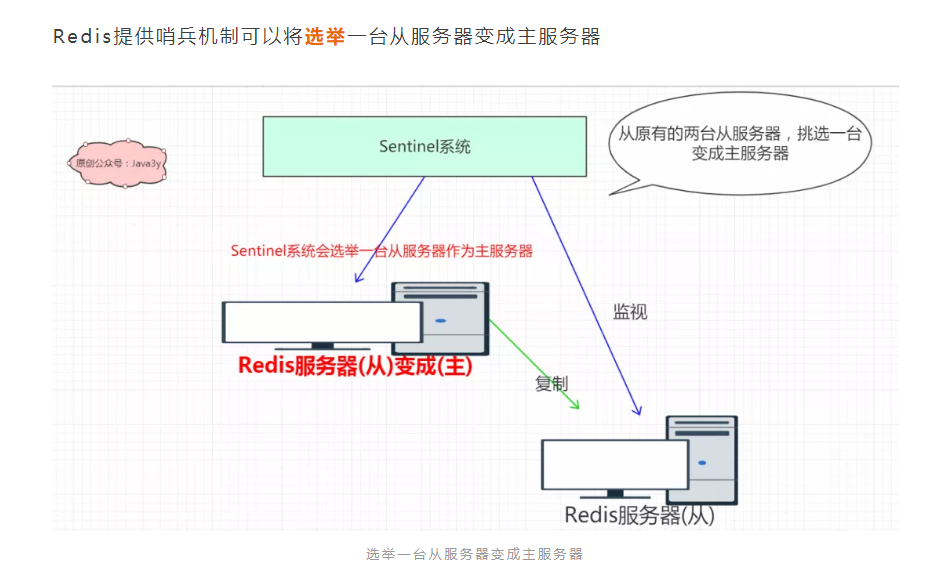 Redis提供哨兵机制可以将选举一台从服务器变成主服务器
Sentinel系统
从原有的两台从服务器，挑选一台
变成主服务器
原创公众号：Java3y
Sentinel系统会选举一台从服务器作为主服务器
监视
Redis服务器(从)变成(主)
复制
Redis服务器(从)
选举一台从服务器变成主服务器